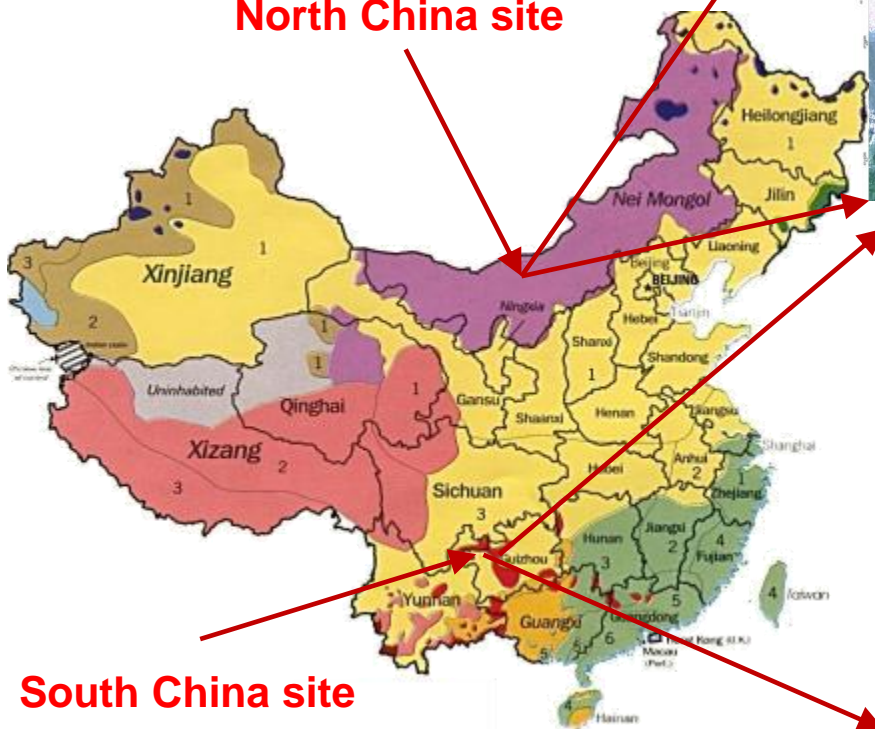 North China site
Heilongjiang
1
Jilin
Nei Mongol
Liaoning
1
1
3
Xinjiang
Beijing
BEIJING
Ningxia
Tianjin
Hebei
2
1
Shanxi
1
Shandong
Uninhabited
Qinghai
1
Gansu
Shaanxi
Henan
Jiangsu
Shanghai
Xizang
2
3
Anhui
2
1
Zhejiang
Sichuan
3
Hunan
3
Jiangxi
2
4
Fujian
Guizhou
Yunnan
Guangxi
5
Guangdong
6
5
4
Taiwan
Hong Kong (U.K.)
Macau
(Port.)
South China site
4
Hainan